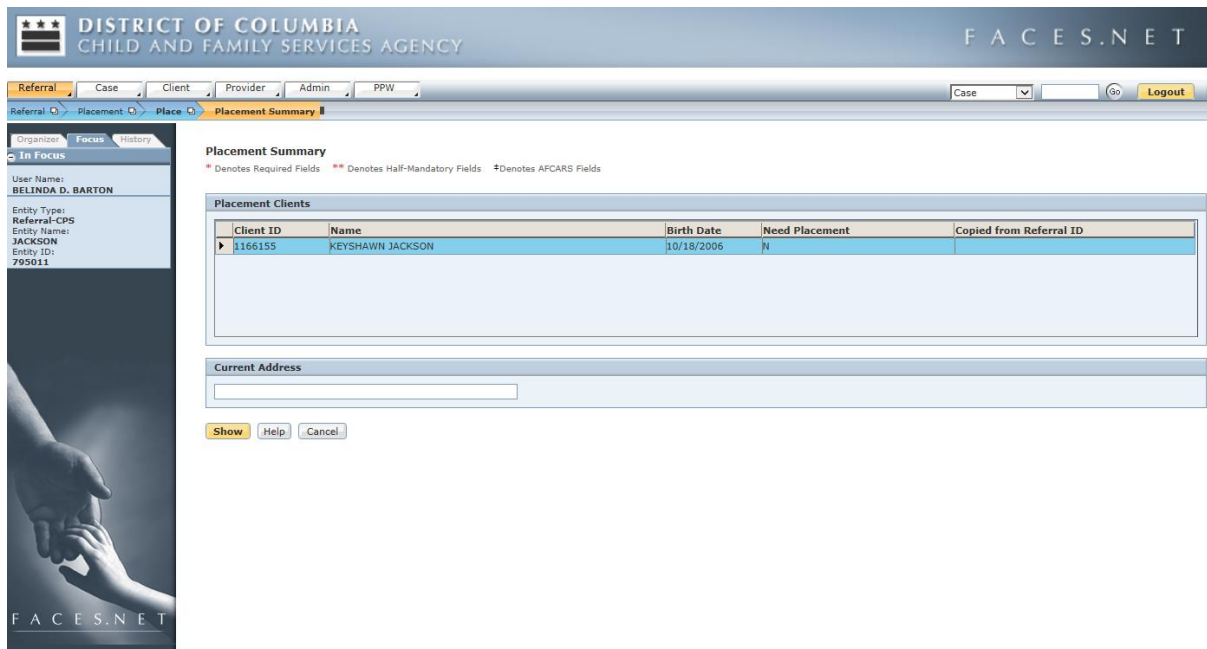 DISTRICT OF COLUMBIA
CHILD AND FAMILY SERVICES AGENCY
FACES.NET
Referral Case Client Provider Admin PPW
Case Go Logout
Referral Placement Place Placement Summary
Organizer Focus History
In Focus
User Name:
BELINDA D. BARTON
Entity Type:
Referral-CPS
Entity Name:
JACKSON
Entity ID:
795011
Placement Summary
* Denotes Required Fields ** Denotes Half-Mandatory Fields ‡Denotes AFCARS Fields
Placement Clients
Client ID Name Birth Date Need Placement Copied from Referral ID
1166155 KEYSHAWN JACKSON 10/18/2006 N
Current Address
Show Help Cancel
FACES.NET